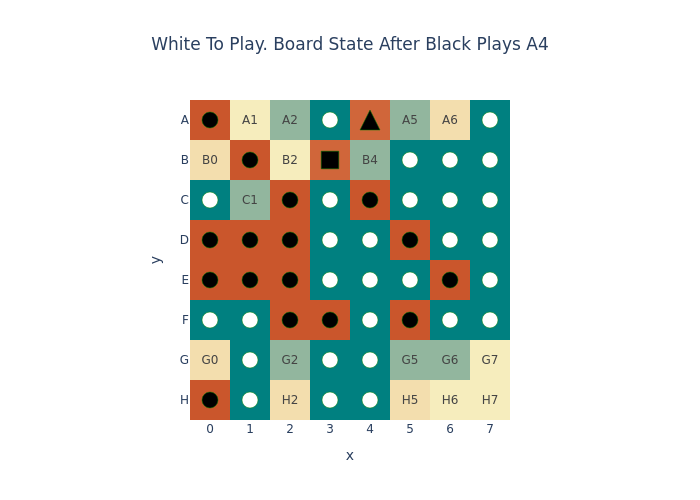 White To Play. Board State After Black Plays A4
A A1 A2 A5 A6
B B0 B2 B4
C C1
D
E
F
G G0 G2 G5 G6 G7
H H2 H5 H6 H7
0 1 2 3 4 5 6 7
x
y